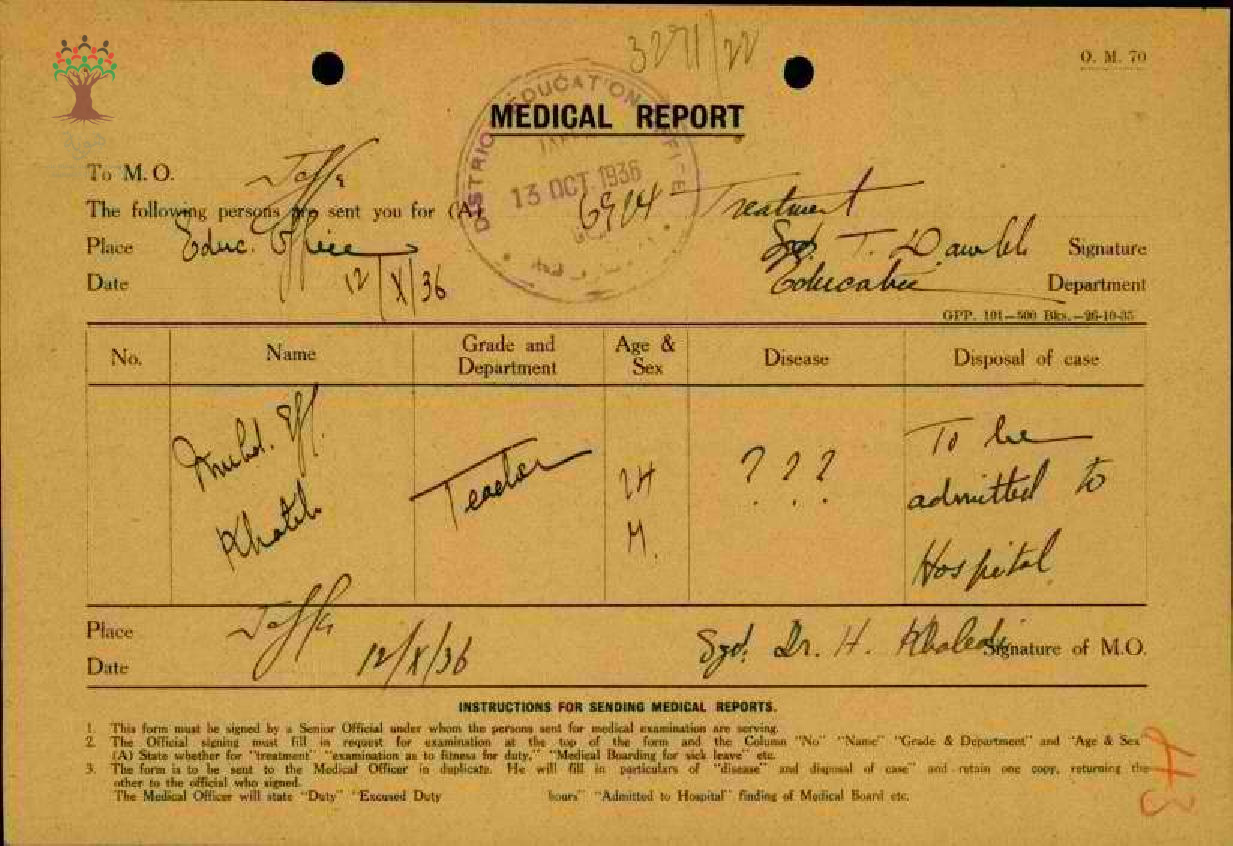 3271/22
O. M. 70
MEDICAL REPORT
DISTRICT EDUCATION OFFICE
13 OCT. 1936
To M. O. Jaffa
The following persons are sent you for (A) Treatment
Place Educ. Office Sgd. T. Dawlk Signature
Date 12/X/36 Education Department
GPP. 101—500 Bks.—26-10-35
No. Name Grade and Department Age & Sex Disease Disposal of case
Muhd. Eff. Khatib Teacher 24 M. ? ? ? To be admitted to Hospital
Place Jaffa
Date 12/X/36 Sgd. Dr. H. Khaledi Signature of M.O.
INSTRUCTIONS FOR SENDING MEDICAL REPORTS.
1. This form must be signed by a Senior Official under whom the persons sent for medical examination are serving.
2. The Official signing must fill in request for examination at the top of the form and the Column "No" "Name" "Grade & Department" and "Age & Sex"
(A) State whether for "treatment" "examination as to fitness for duty," "Medical Boarding for sick leave" etc.
3. The form is to be sent to the Medical Officer in duplicate. He will fill in particulars of "disease" and disposal of case" and retain one copy, returning the
other to the official who signed.
The Medical Officer will state "Duty" "Excused Duty hours" "Admitted to Hospital" finding of Medical Board etc.
43